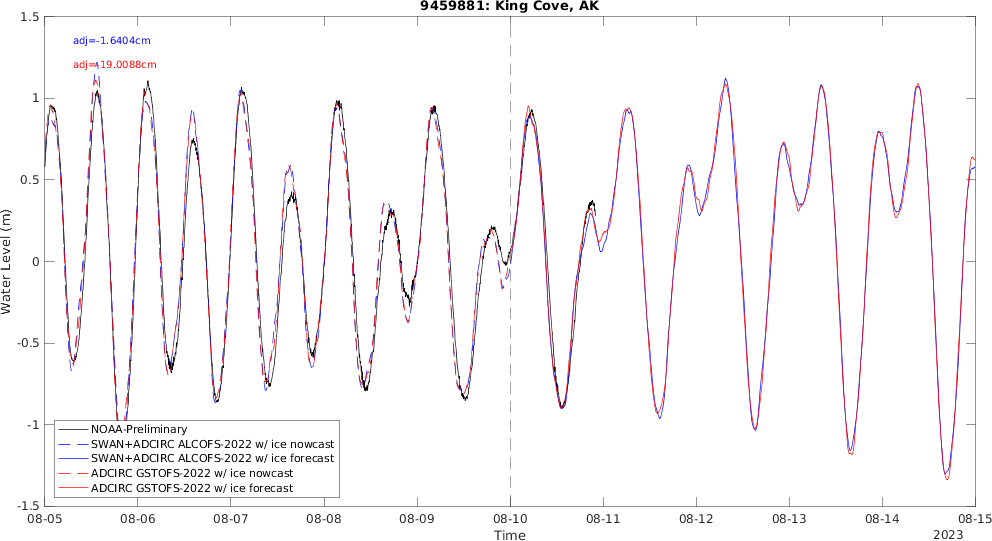 9459881: King Cove, AK
1.5
adj=-1.6404cm
adj=-19.0088cm
1
0.5
0
-0.5
-1
-1.5
Water Level (m)
NOAA-Preliminary
SWAN+ADCIRC ALCOFS-2022 w/ ice nowcast
SWAN+ADCIRC ALCOFS-2022 w/ ice forecast
ADCIRC GSTOFS-2022 w/ ice nowcast
ADCIRC GSTOFS-2022 w/ ice forecast
08-05 08-06 08-07 08-08 08-09 08-10 08-11 08-12 08-13 08-14 08-15
Time
2023